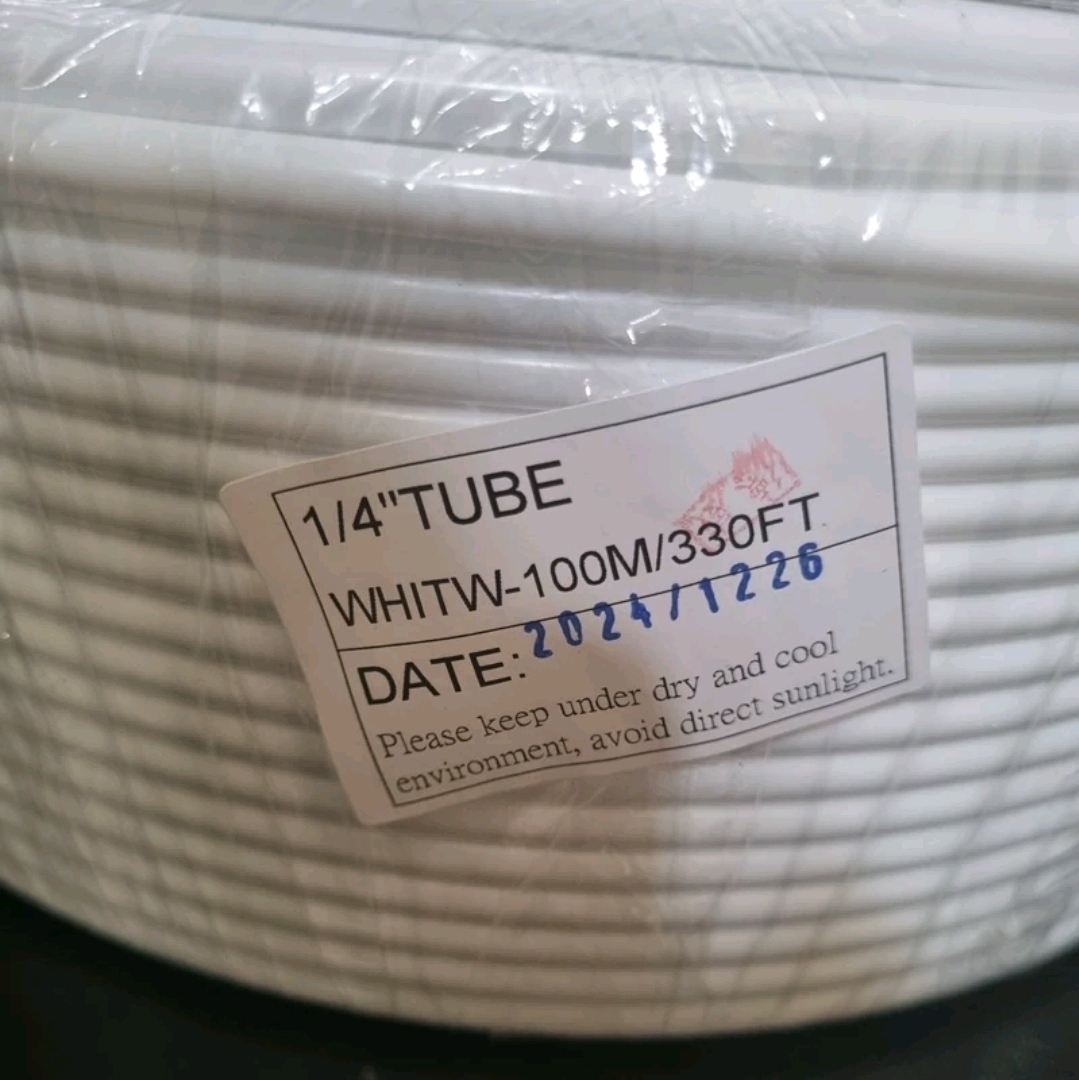 1/4"TUBE
WHITW-100M/330FT
DATE:2024/1226
Please keep under dry and cool
environment, avoid direct sunlight.